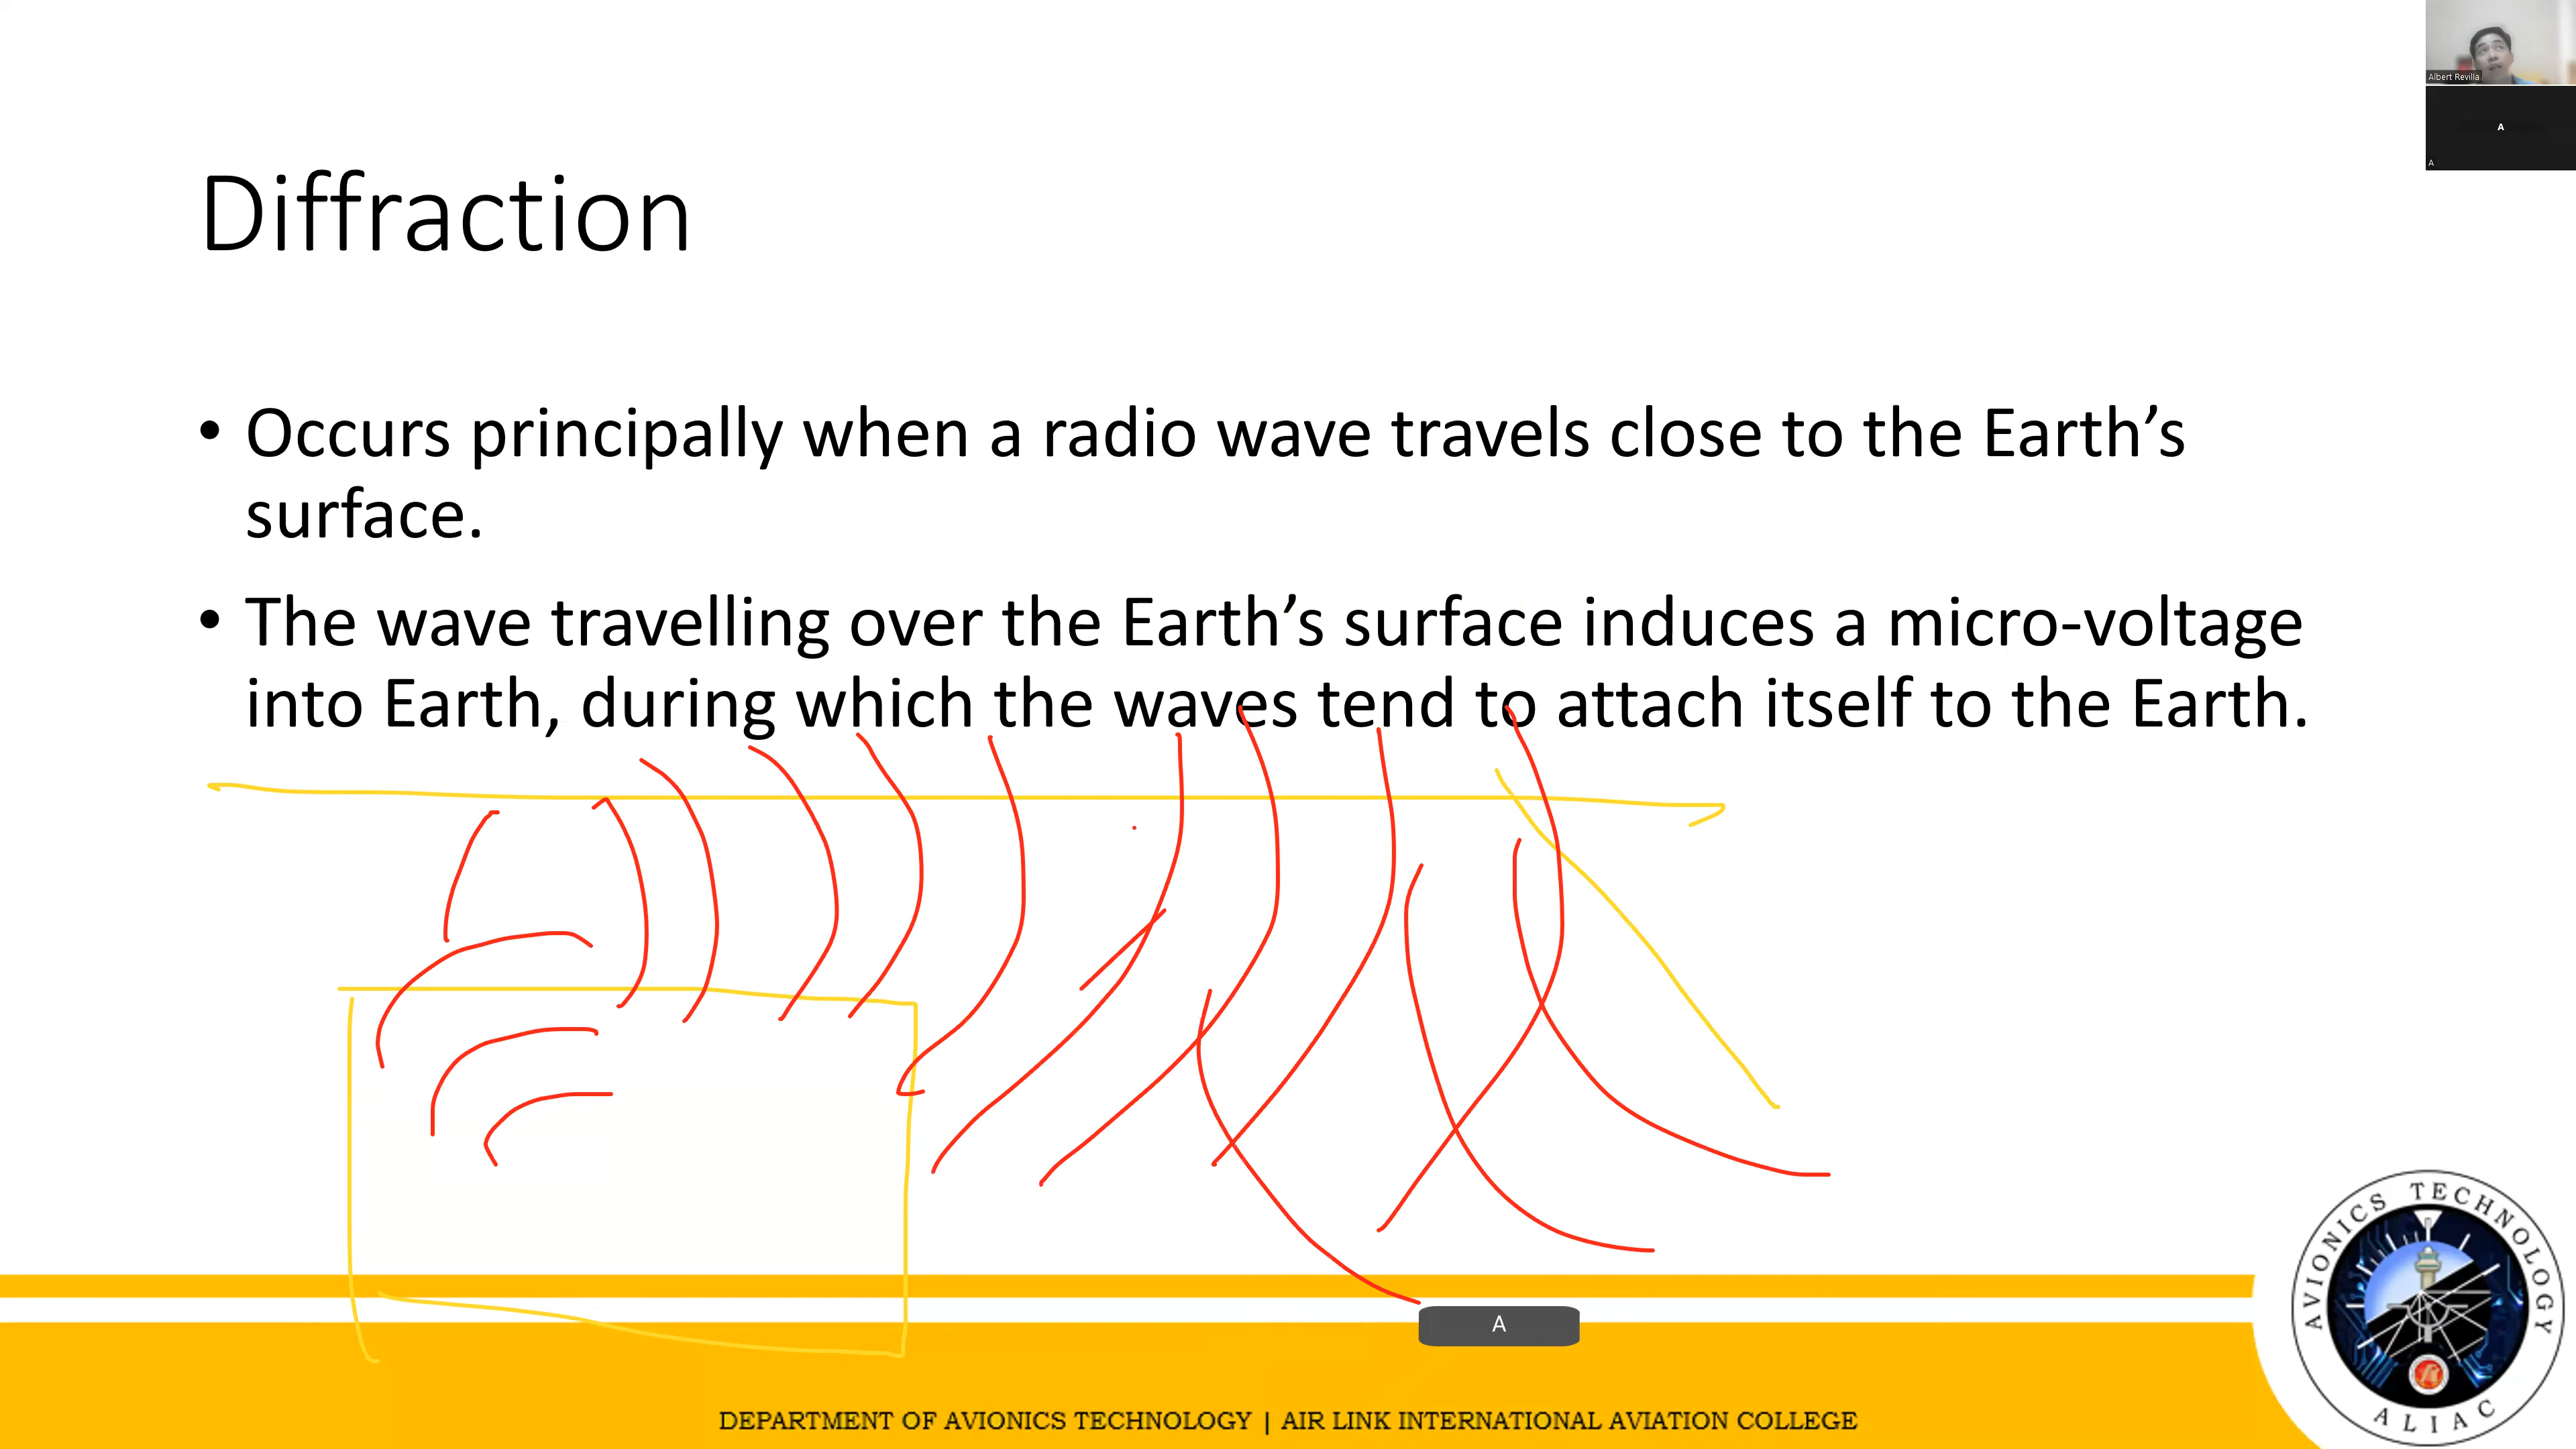 Albert Revilla
A
A
Diffraction
• Occurs principally when a radio wave travels close to the Earth’s
surface.
• The wave travelling over the Earth’s surface induces a micro-voltage
into Earth, during which the waves tend to attach itself to the Earth.
A
AVIONICS TECHNOLOGY
ALIAC
DEPARTMENT OF AVIONICS TECHNOLOGY | AIR LINK INTERNATIONAL AVIATION COLLEGE